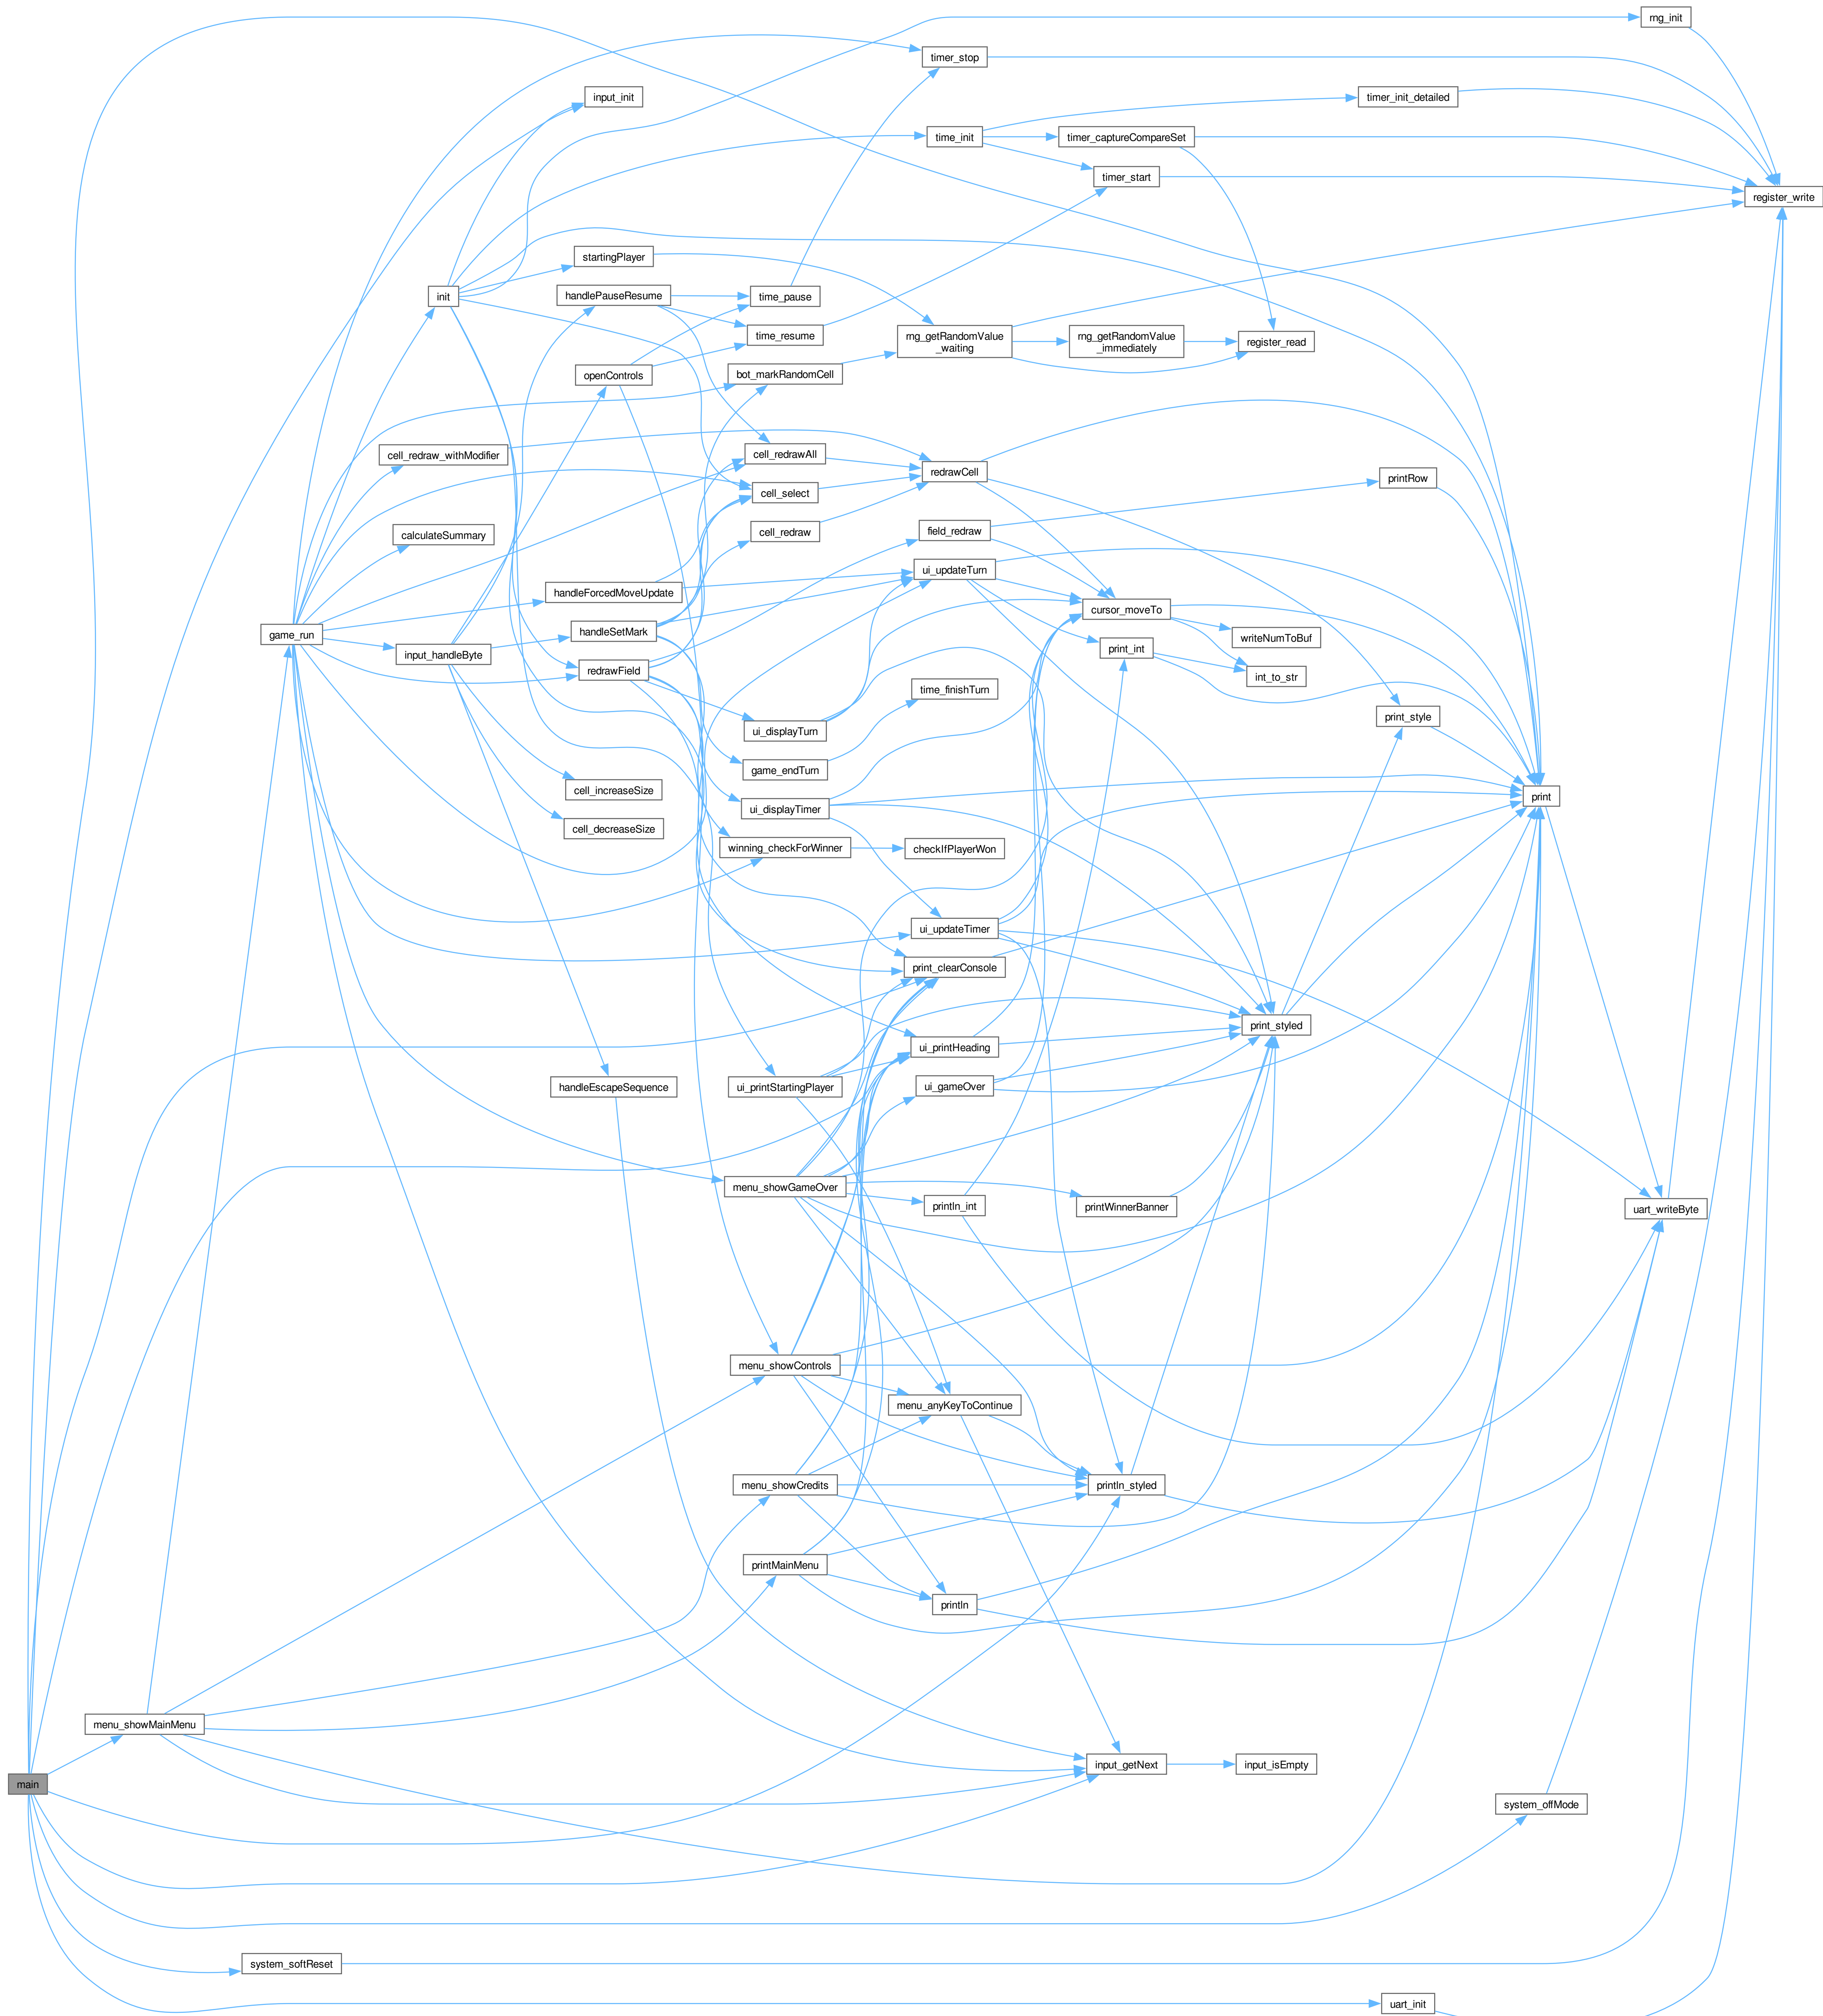 rng_init
timer_stop
input_init
timer_init_detailed
time_init
timer_captureCompareSet
timer_start
register_write
startingPlayer
init
handlePauseResume
time_pause
time_resume
rng_getRandomValue
_waiting
rng_getRandomValue
_immediately
register_read
openControls
bot_markRandomCell
cell_redraw_withModifier
cell_redrawAll
redrawCell
printRow
cell_select
calculateSummary
cell_redraw
field_redraw
ui_updateTurn
handleForcedMoveUpdate
cursor_moveTo
game_run
handleSetMark
writeNumToBuf
input_handleByte
print_int
redrawField
int_to_str
time_finishTurn
print_style
ui_displayTurn
game_endTurn
cell_increaseSize
print
ui_displayTimer
cell_decreaseSize
winning_checkForWinner
checkIfPlayerWon
ui_updateTimer
print_clearConsole
print_styled
ui_printHeading
handleEscapeSequence
ui_printStartingPlayer
ui_gameOver
menu_showGameOver
println_int
printWinnerBanner
uart_writeByte
menu_showControls
menu_anyKeyToContinue
menu_showCredits
println_styled
printMainMenu
println
menu_showMainMenu
input_getNext
input_isEmpty
main
system_offMode
system_softReset
uart_init